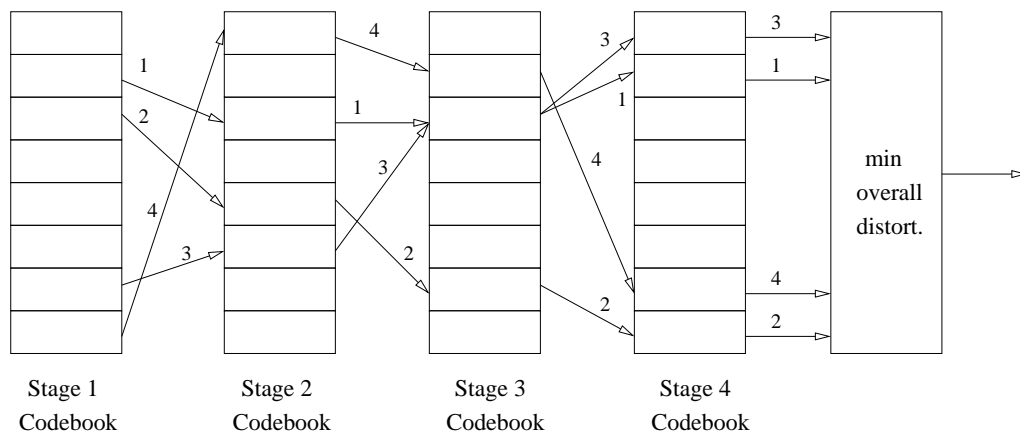 1
2
4
3
4
1
3
2
3
1
4
2
3
1
4
2
min
overall
distort.
Stage 1
Codebook
Stage 2
Codebook
Stage 3
Codebook
Stage 4
Codebook